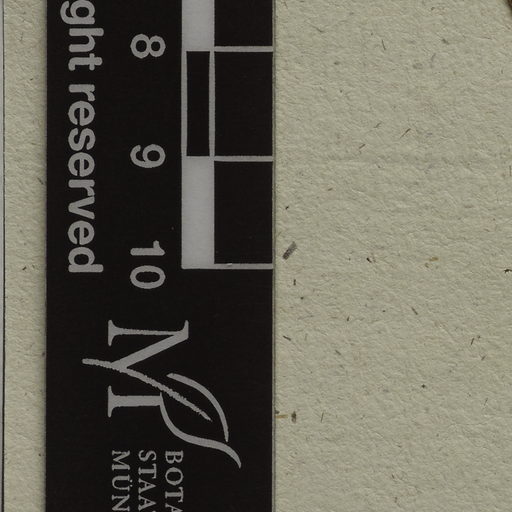 ght reserved
8
9
10
M
BOTA
STAA
MÜN